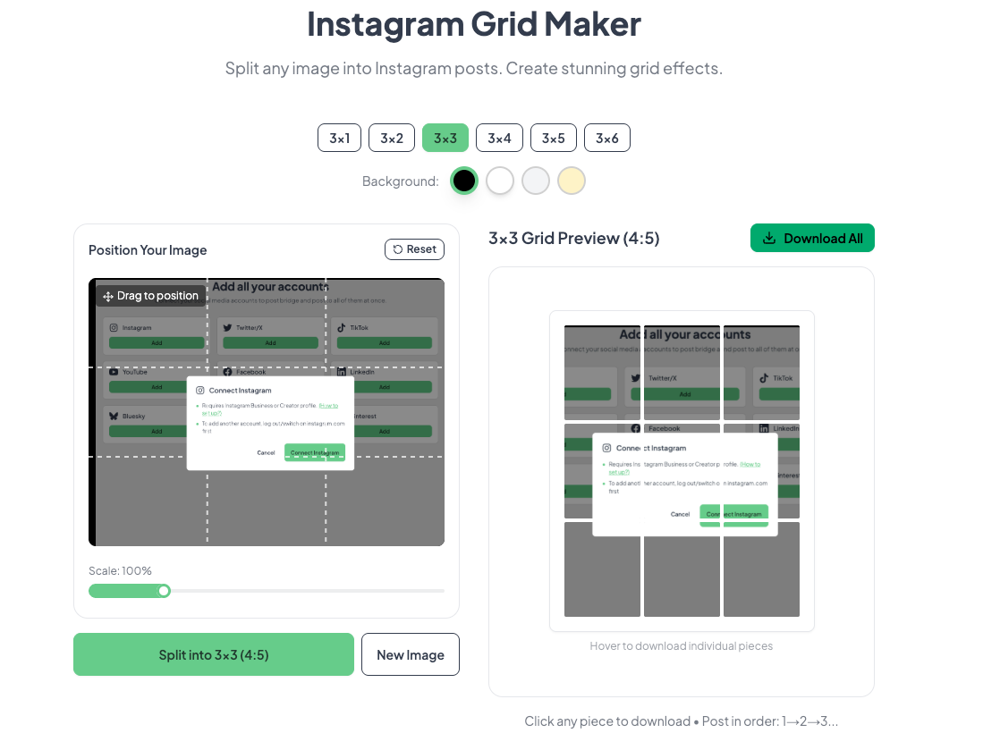 Instagram Grid Maker
Split any image into Instagram posts. Create stunning grid effects.
3×1
3×2
3×3
3×4
3×5
3×6
Background:
Position Your Image
Reset
Drag to position
Add all your accounts
social media accounts to post bridge and post to all of them at once.
Instagram
Add
Twitter/X
Add
TikTok
Add
YouTube
Add
Facebook
LinkedIn
Add
Bluesky
Add
interest
Add
Connect Instagram
Requires Instagram Business or Creator profile. (How to
set up?)
To add another account, log out/switch on instagram.com
first
Cancel
Connect Instagram
Scale: 100%
Split into 3×3 (4:5)
New Image
3×3 Grid Preview (4:5)
Download All
Add all your accounts
onnect your social media accounts to post bridge and post to all of them at o
Twitter/X
Add
TikTok
Facebook
LinkedIn
Interest
Connect Instagram
Requires Instagram Business or Creator profile. (How to
set up?)
To add another account, log out/switch on instagram.com
first
Cancel
Connect Instagram
Hover to download individual pieces
Click any piece to download • Post in order: 1→2→3...